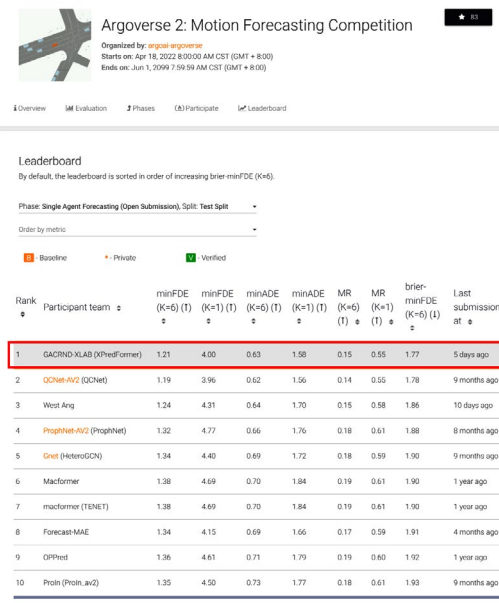 Argoverse 2: Motion Forecasting Competition
★ 83
Organized by: argoai-argoverse
Starts on: Apr 18, 2022 8:00:00 AM CST (GMT + 8:00)
Ends on: Jun 1, 2099 7:59:59 AM CST (GMT + 8:00)
Overview Evaluation Phases Participate Leaderboard
Leaderboard
By default, the leaderboard is sorted in order of increasing brier-minFDE (K=6).
Phase: Single Agent Forecasting (Open Submission), Split: Test Split
Order by metric
B - Baseline * - Private V - Verified
Rank Participant team minFDE (K=6) (↑) minFDE (K=1) (↑) minADE (K=6) (↑) minADE (K=1) (↑) MR (K=6) (↑) MR (K=1) (↑) brier-minFDE (K=6) (↓) Last submission at
1 GACRND-XLAB (XPredFormer) 1.21 4.00 0.63 1.58 0.15 0.55 1.77 5 days ago
2 QCNet-AV2 (QCNet) 1.19 3.96 0.62 1.56 0.14 0.55 1.78 9 months ago
3 West Ang 1.24 4.31 0.64 1.70 0.15 0.58 1.86 10 days ago
4 ProphNet-AV2 (ProphNet) 1.32 4.77 0.66 1.76 0.18 0.61 1.88 8 months ago
5 Gnet (HeteroGCN) 1.34 4.40 0.69 1.72 0.18 0.59 1.90 9 months ago
6 Macformer 1.38 4.69 0.70 1.84 0.19 0.61 1.90 1 year ago
7 macformer (TENET) 1.38 4.69 0.70 1.84 0.19 0.61 1.90 1 year ago
8 Forecast-MAE 1.34 4.15 0.69 1.66 0.17 0.59 1.91 4 months ago
9 OPPred 1.36 4.61 0.71 1.79 0.19 0.60 1.92 1 year ago
10 ProIn (ProIn_av2) 1.35 4.50 0.73 1.77 0.18 0.61 1.93 9 months ago